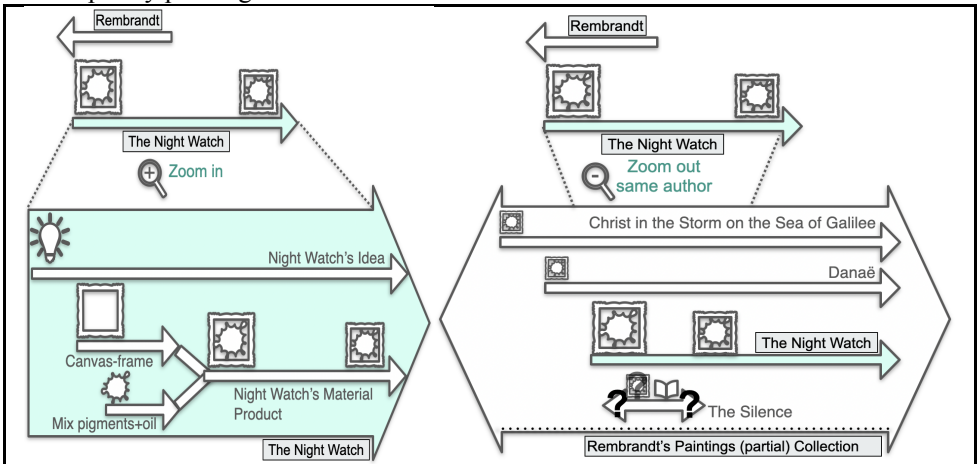 Rembrandt
The Night Watch
Zoom in
Night Watch's Idea
Canvas-frame
Mix pigments+oil
Night Watch's Material
Product
The Night Watch
Rembrandt
The Night Watch
Zoom out
same author
Christ in the Storm on the Sea of Galilee
Danaë
The Night Watch
? ?
The Silence
Rembrandt's Paintings (partial) Collection